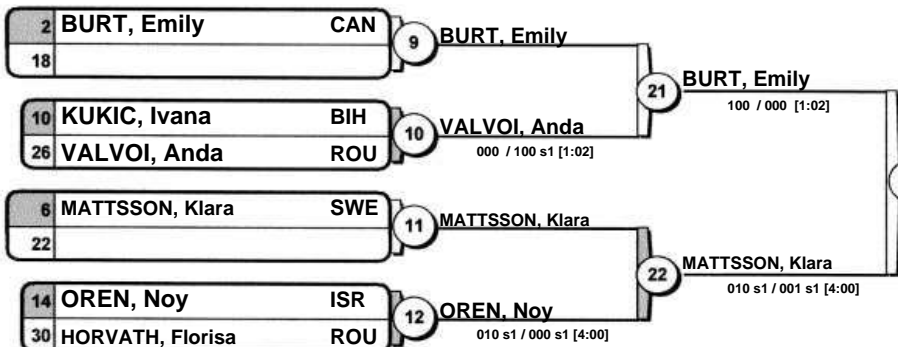 2 BURT, Emily CAN
18
9 BURT, Emily
10 KUKIC, Ivana BIH
26 VALVOI, Anda ROU
10 VALVOI, Anda
000 / 100 s1 [1:02]
21 BURT, Emily
100 / 000 [1:02]
6 MATTSSON, Klara SWE
22
11 MATTSSON, Klara
14 OREN, Noy ISR
30 HORVATH, Florisa ROU
12 OREN, Noy
010 s1 / 000 s1 [4:00]
22 MATTSSON, Klara
010 s1 / 001 s1 [4:00]